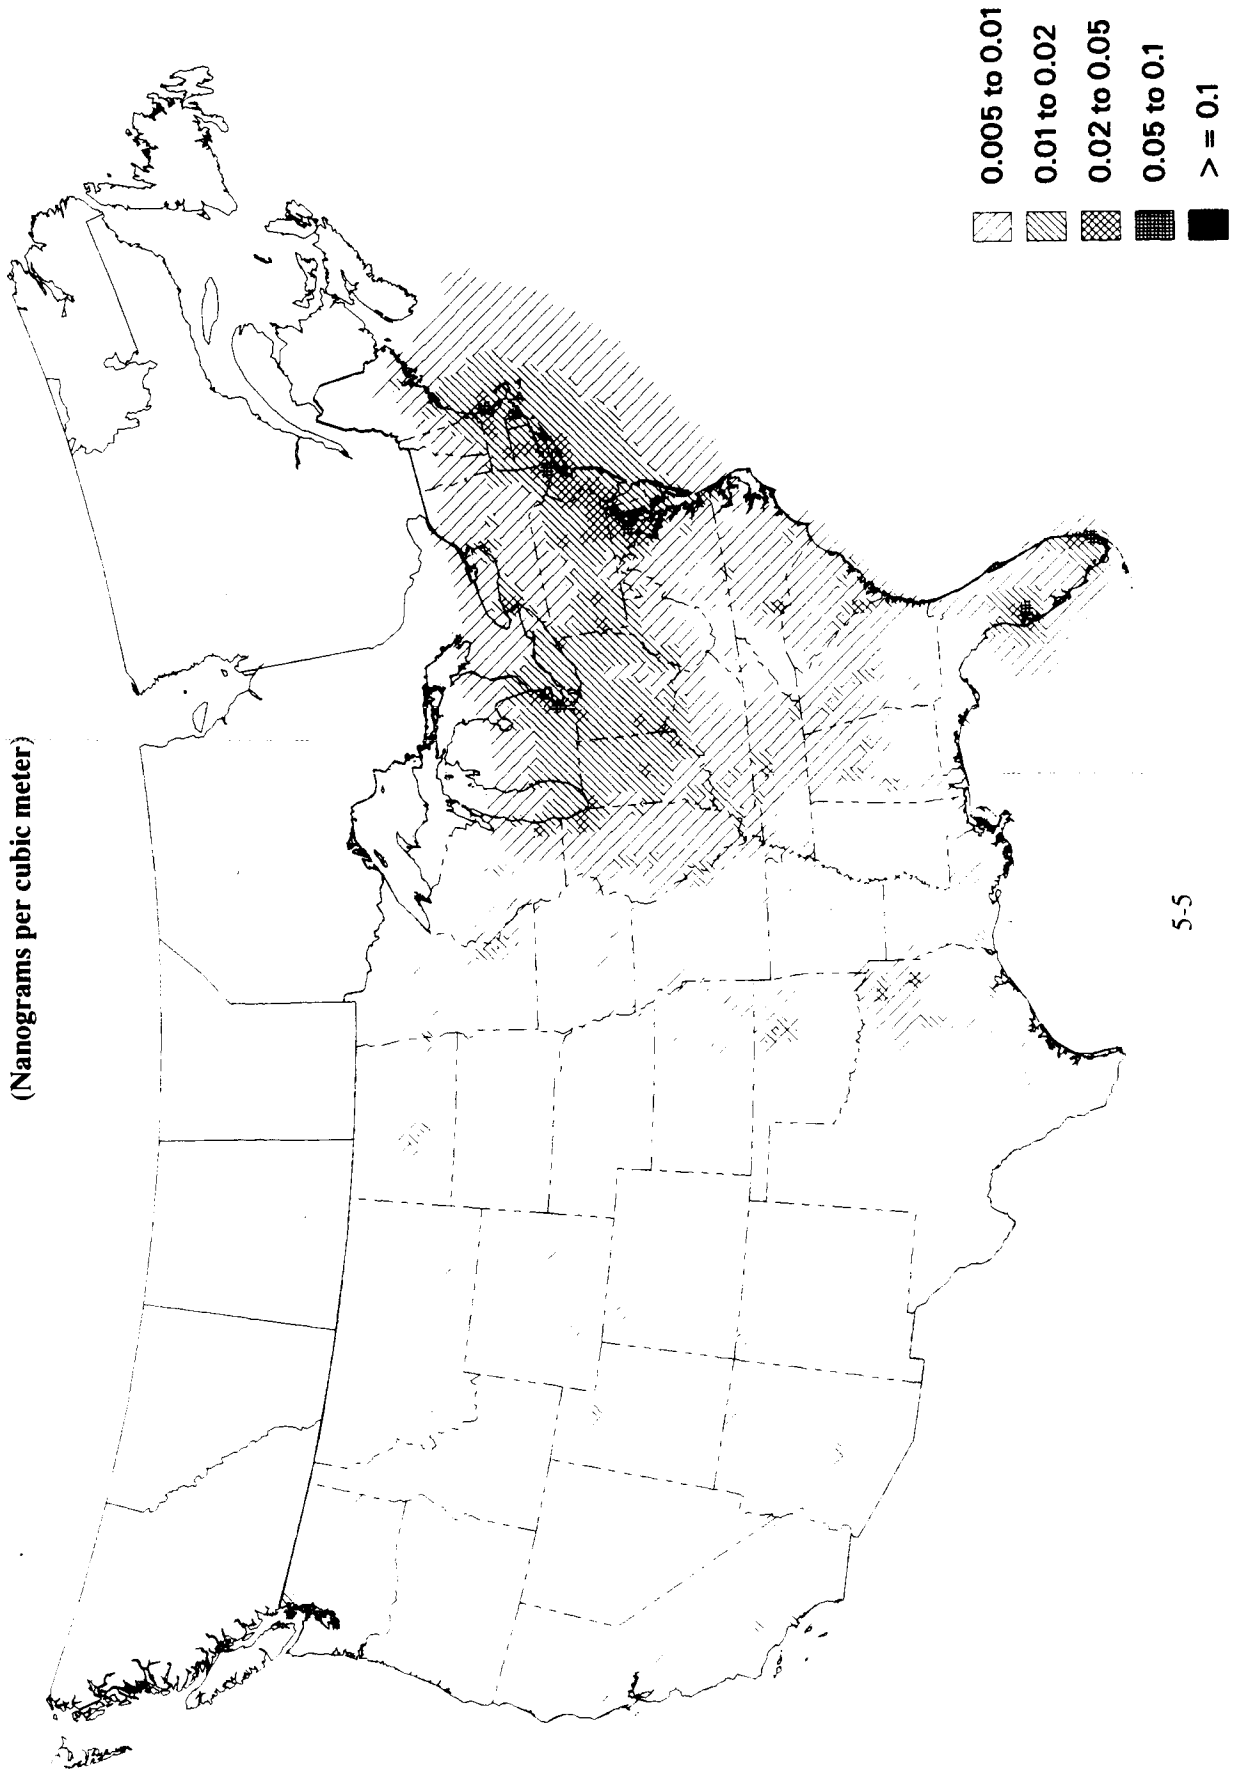 (Nanograms per cubic meter)
0.005 to 0.01
0.01 to 0.02
0.02 to 0.05
0.05 to 0.1
> = 0.1
5-5